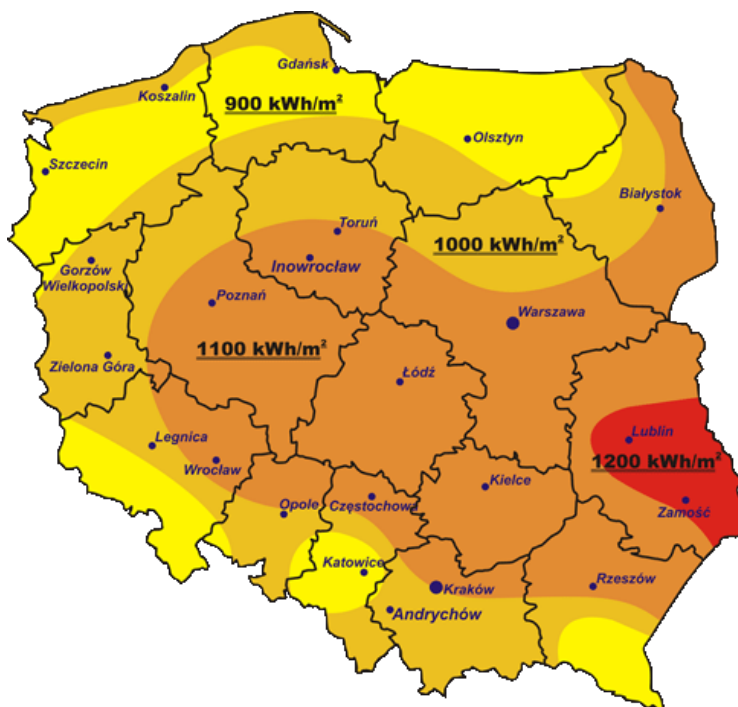 Gdańsk
Koszalin
900 kWh/m²
Olsztyn
Szczecin
Białystok
Toruń
1000 kWh/m²
Gorzów
Wielkopolski
Inowrocław
Poznań
Warszawa
1100 kWh/m²
Zielona Góra
Łódź
Legnica
Lublin
Wrocław
1200 kWh/m²
Kielce
Opole
Częstochowa
Zamość
Katowice
Kraków
Rzeszów
Andrychów